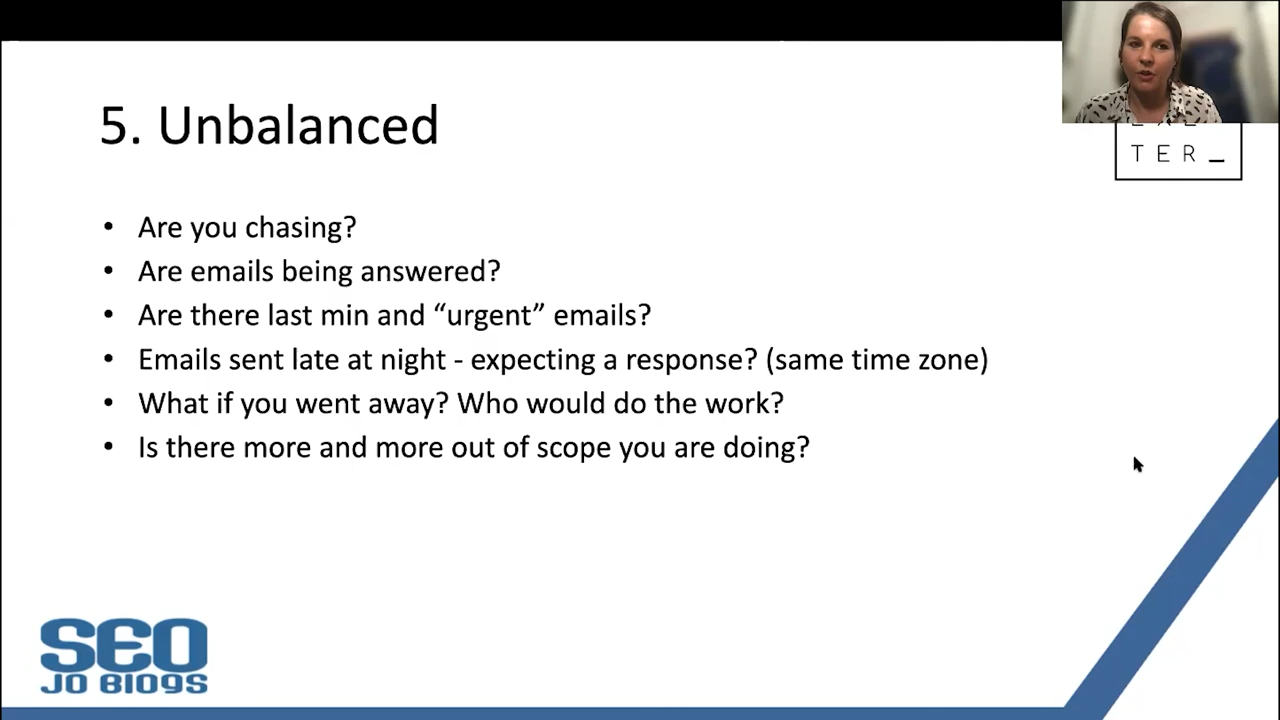 5. Unbalanced
TER_
• Are you chasing?
• Are emails being answered?
• Are there last min and “urgent” emails?
• Emails sent late at night - expecting a response? (same time zone)
• What if you went away? Who would do the work?
• Is there more and more out of scope you are doing?
SEO
JO BlOgS